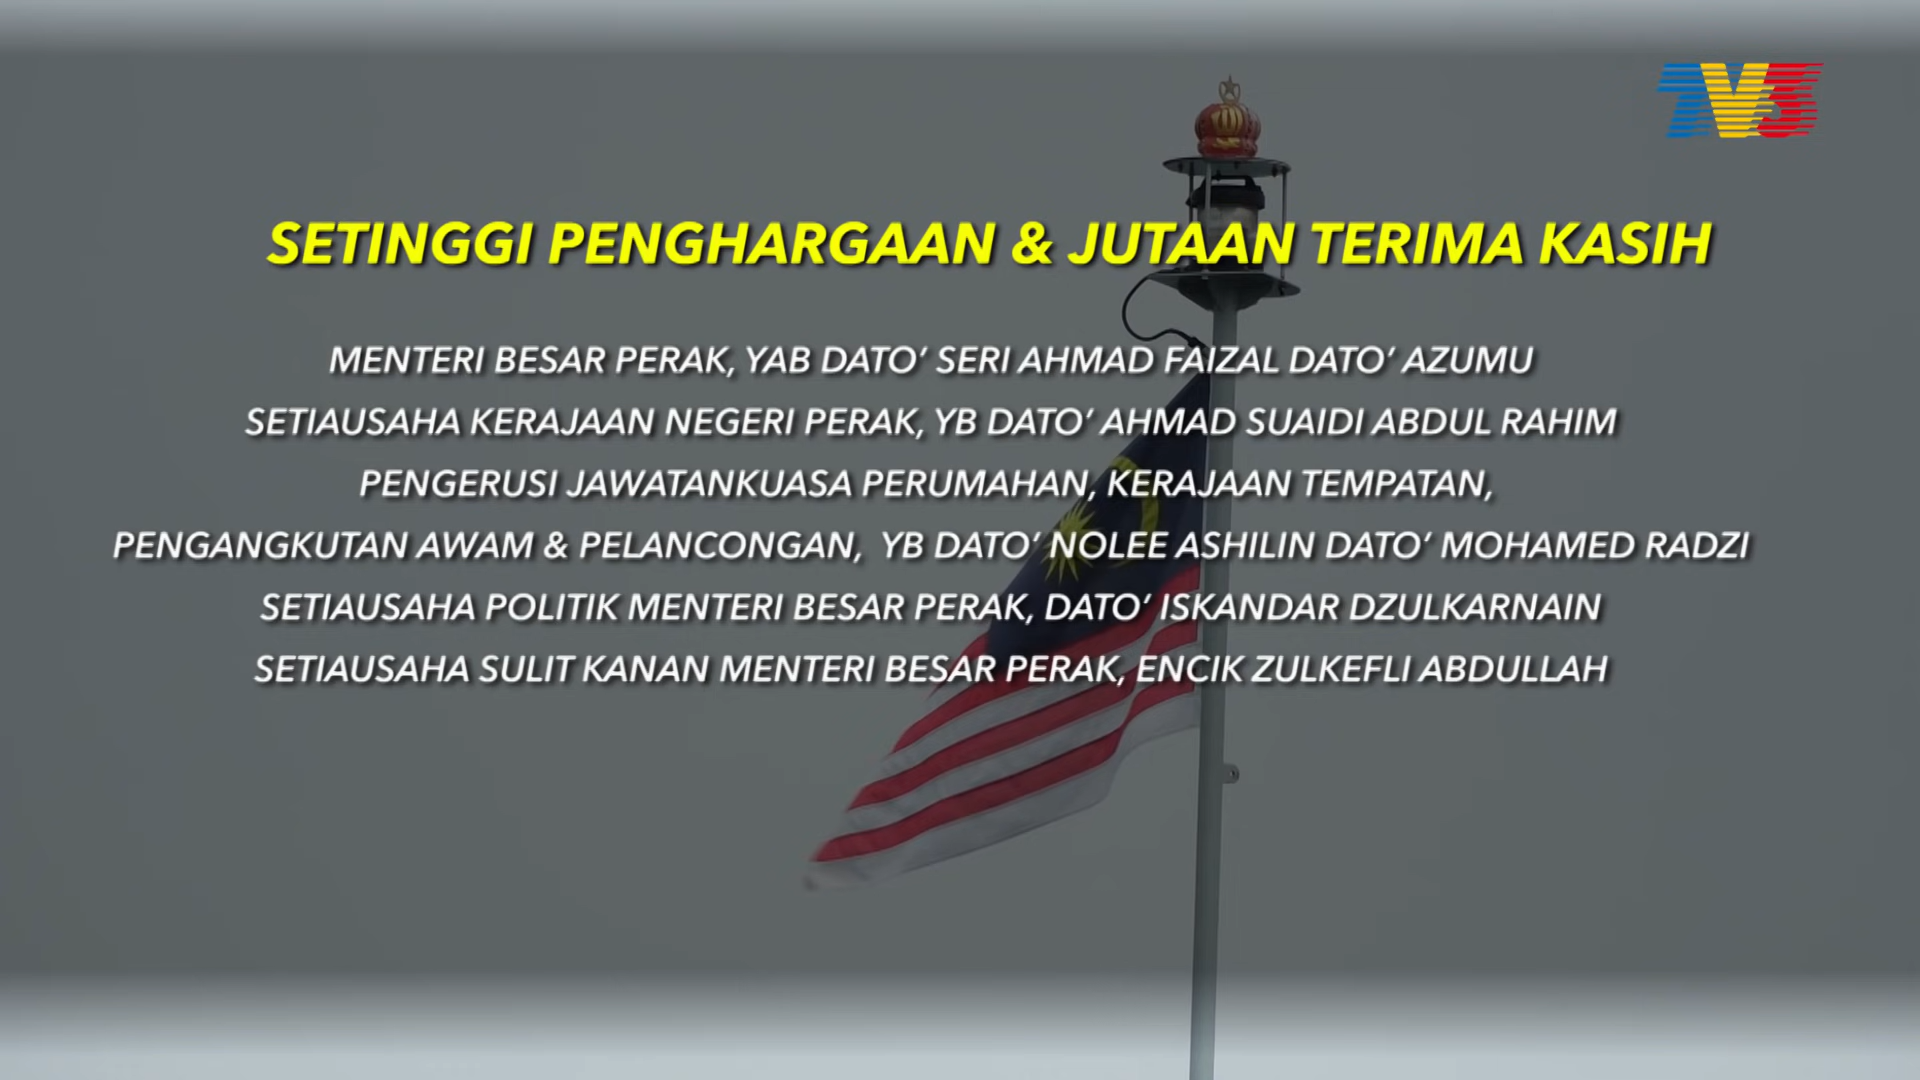 TV3
SETINGGI PENGHARGAAN & JUTAAN TERIMA KASIH
MENTERI BESAR PERAK, YAB DATO’ SERI AHMAD FAIZAL DATO’ AZUMU
SETIAUSAHA KERAJAAN NEGERI PERAK, YB DATO’ AHMAD SUAIDI ABDUL RAHIM
PENGERUSI JAWATANKUASA PERUMAHAN, KERAJAAN TEMPATAN,
PENGANGKUTAN AWAM & PELANCONGAN, YB DATO’ NOLEE ASHILIN DATO’ MOHAMED RADZI
SETIAUSAHA POLITIK MENTERI BESAR PERAK, DATO’ ISKANDAR DZULKARNAIN
SETIAUSAHA SULIT KANAN MENTERI BESAR PERAK, ENCIK ZULKEFLI ABDULLAH